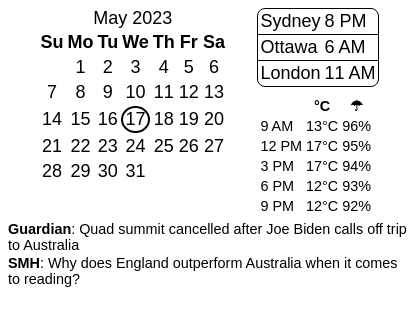 May 2023
Su Mo Tu We Th Fr Sa
1 2 3 4 5 6
7 8 9 10 11 12 13
14 15 16 17 18 19 20
21 22 23 24 25 26 27
28 29 30 31
Sydney 8 PM
Ottawa 6 AM
London 11 AM
°C ☂
9 AM 13°C 96%
12 PM 17°C 95%
3 PM 17°C 94%
6 PM 12°C 93%
9 PM 12°C 92%
Guardian: Quad summit cancelled after Joe Biden calls off trip
to Australia
SMH: Why does England outperform Australia when it comes
to reading?